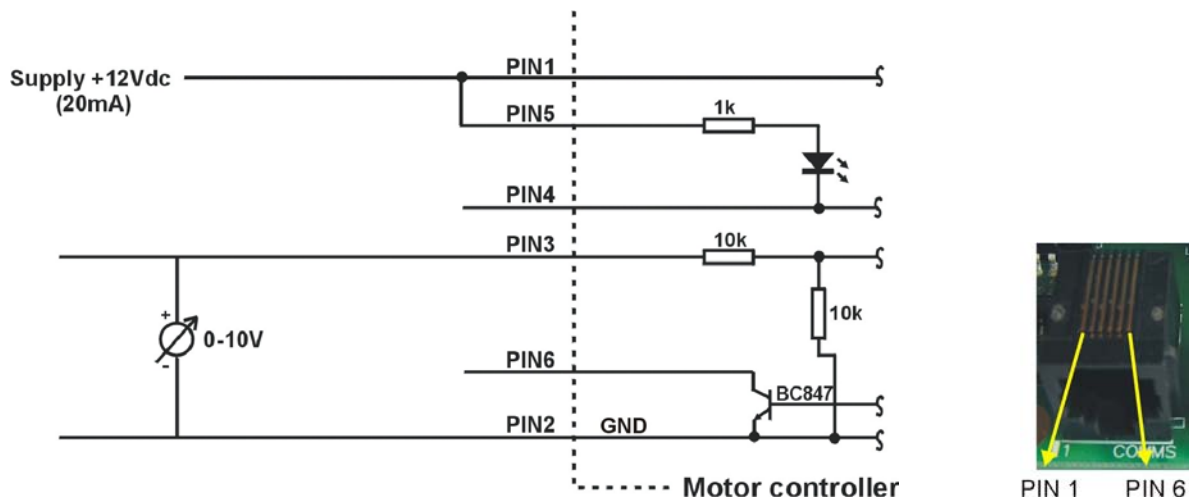 PIN1
Supply +12Vdc
(20mA)
PIN5
1k
PIN4
PIN3
10k
+
0-10V
-
10k
PIN6
BC847
PIN2
GND
Motor controller
1
COMMS
PIN 1
PIN 6